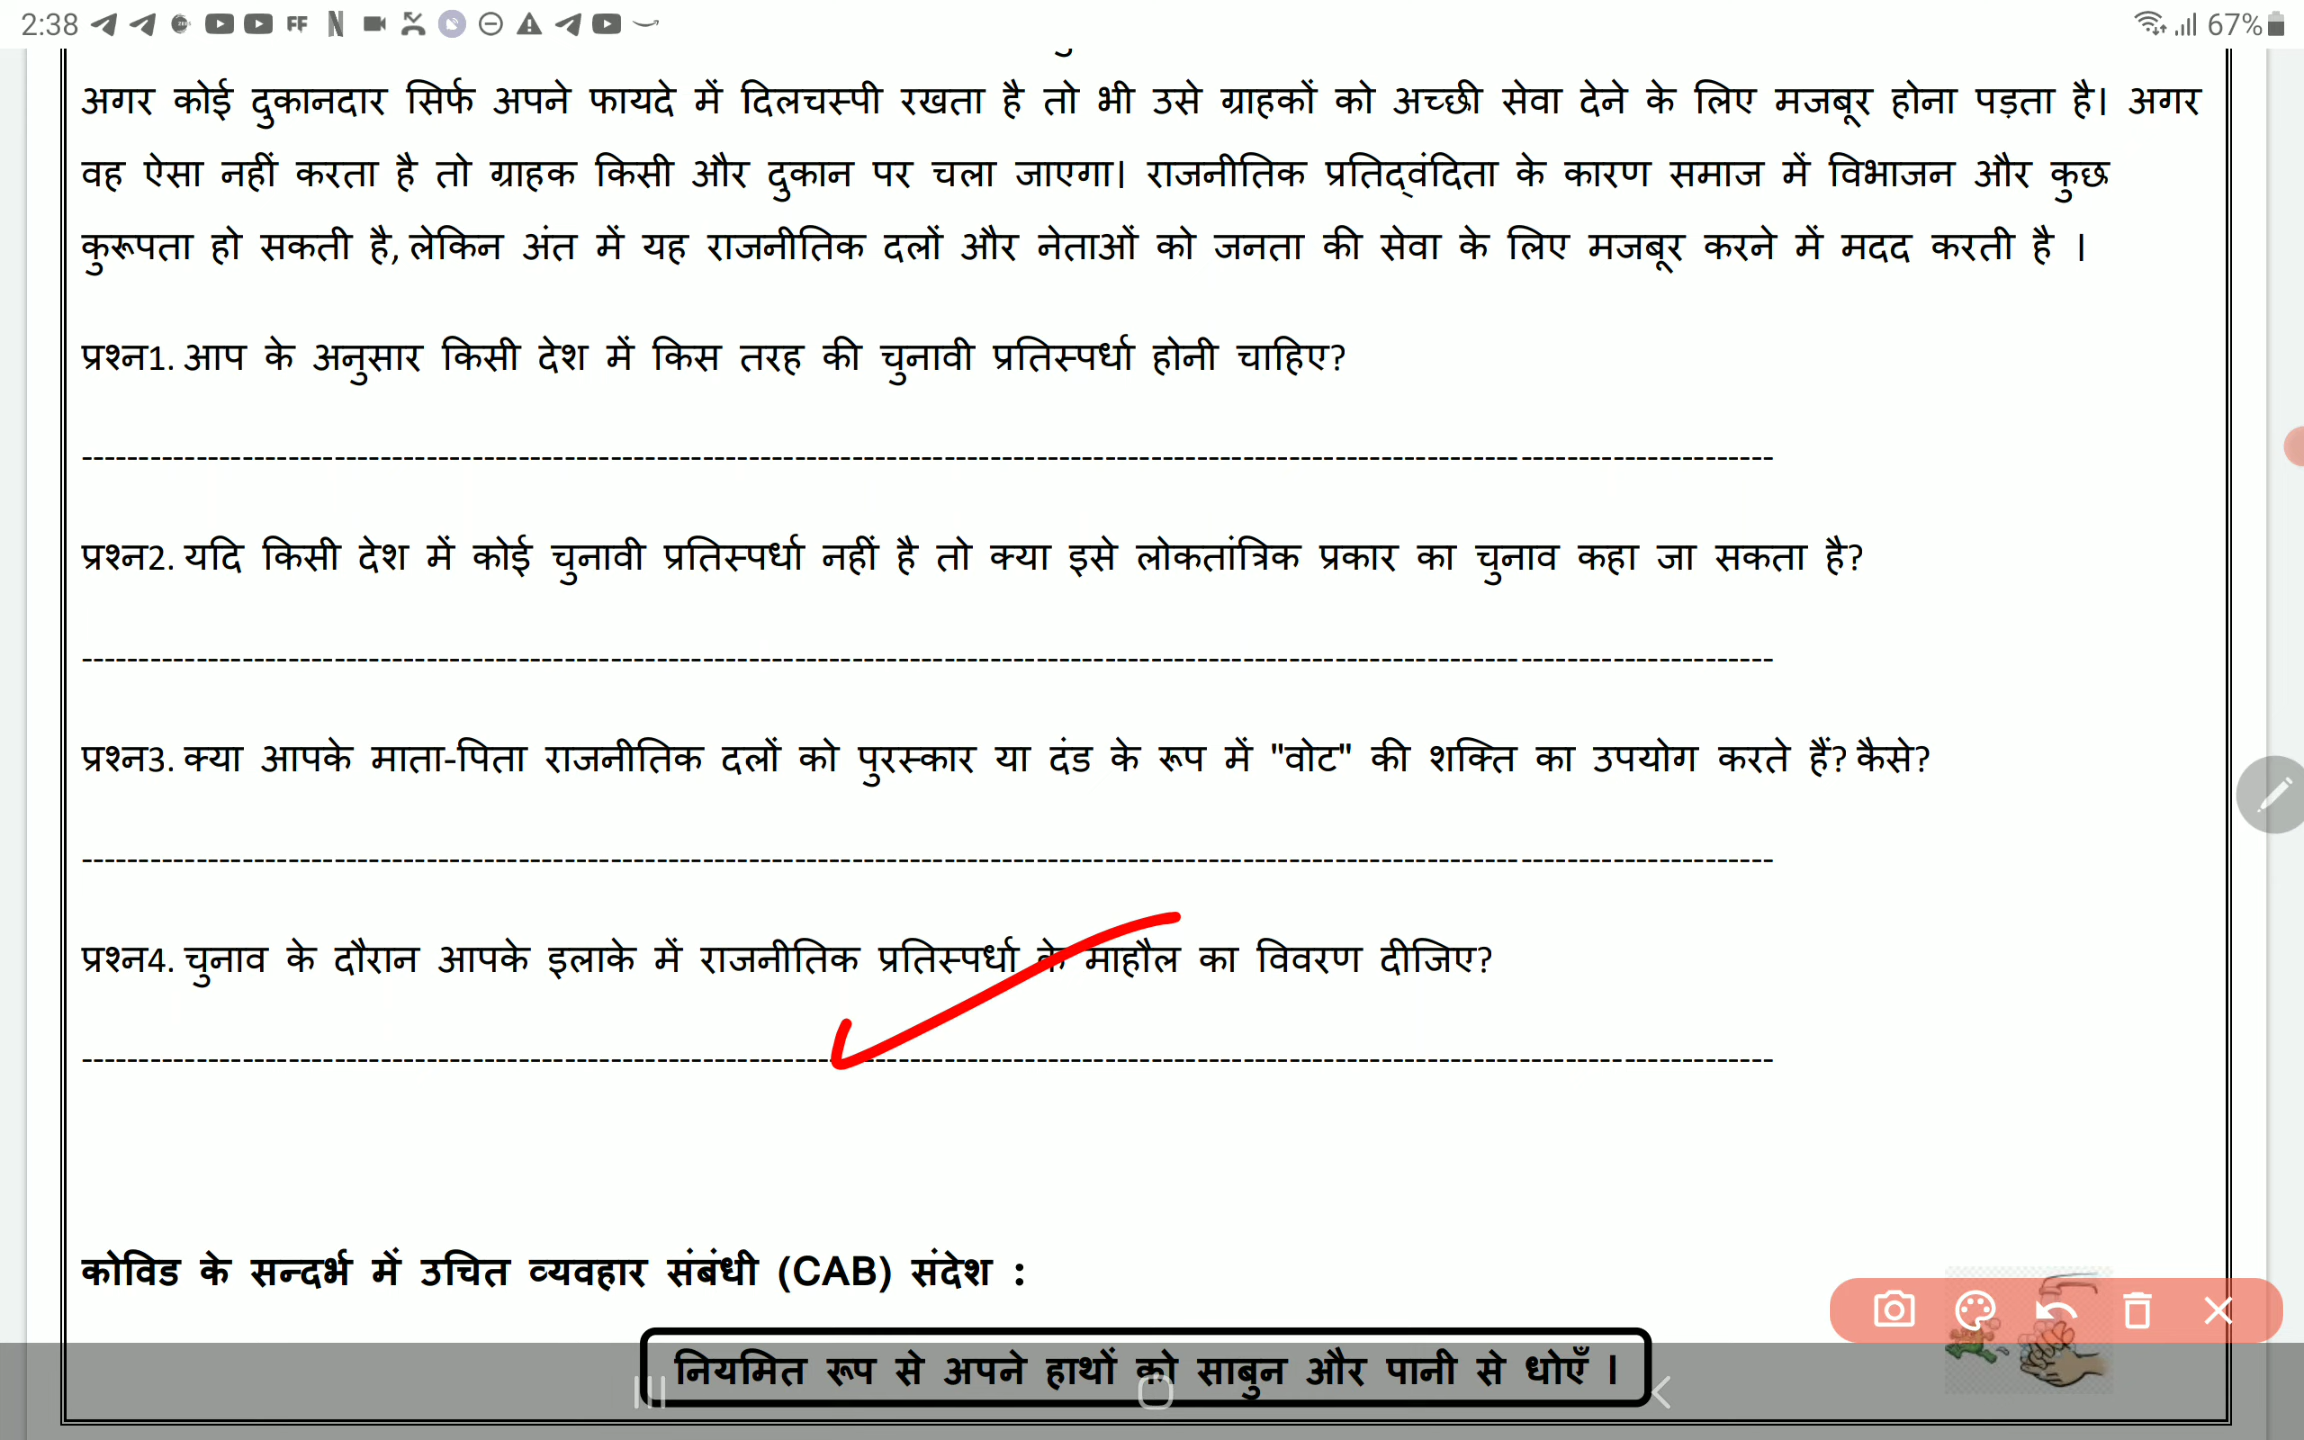 2:38
67%
अगर कोई दुकानदार सिर्फ अपने फायदे में दिलचस्पी रखता है तो भी उसे ग्राहकों को अच्छी सेवा देने के लिए मजबूर होना पड़ता है। अगर
वह ऐसा नहीं करता है तो ग्राहक किसी और दुकान पर चला जाएगा। राजनीतिक प्रतिद्वंदिता के कारण समाज में विभाजन और कुछ
कुरूपता हो सकती है, लेकिन अंत में यह राजनीतिक दलों और नेताओं को जनता की सेवा के लिए मजबूर करने में मदद करती है ।
प्रश्न1. आप के अनुसार किसी देश में किस तरह की चुनावी प्रतिस्पर्धा होनी चाहिए?
प्रश्न2. यदि किसी देश में कोई चुनावी प्रतिस्पर्धा नहीं है तो क्या इसे लोकतांत्रिक प्रकार का चुनाव कहा जा सकता है?
प्रश्न3. क्या आपके माता-पिता राजनीतिक दलों को पुरस्कार या दंड के रूप में "वोट" की शक्ति का उपयोग करते हैं? कैसे?
प्रश्न4. चुनाव के दौरान आपके इलाके में राजनीतिक प्रतिस्पर्धा के माहौल का विवरण दीजिए?
कोविड के सन्दर्भ में उचित व्यवहार संबंधी (CAB) संदेश :
नियमित रूप से अपने हाथों को साबुन और पानी से धोएँ ।